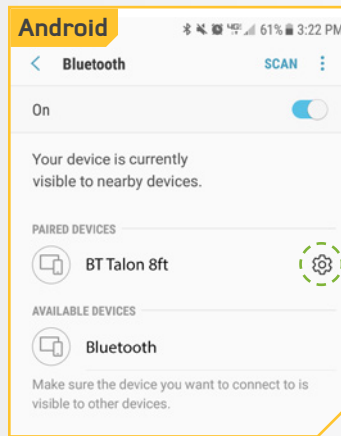 Android
4G 61% 3:22 PM
< Bluetooth SCAN
On
Your device is currently
visible to nearby devices.
PAIRED DEVICES
BT Talon 8ft
AVAILABLE DEVICES
Bluetooth
Make sure the device you want to connect to is
visible to other devices.